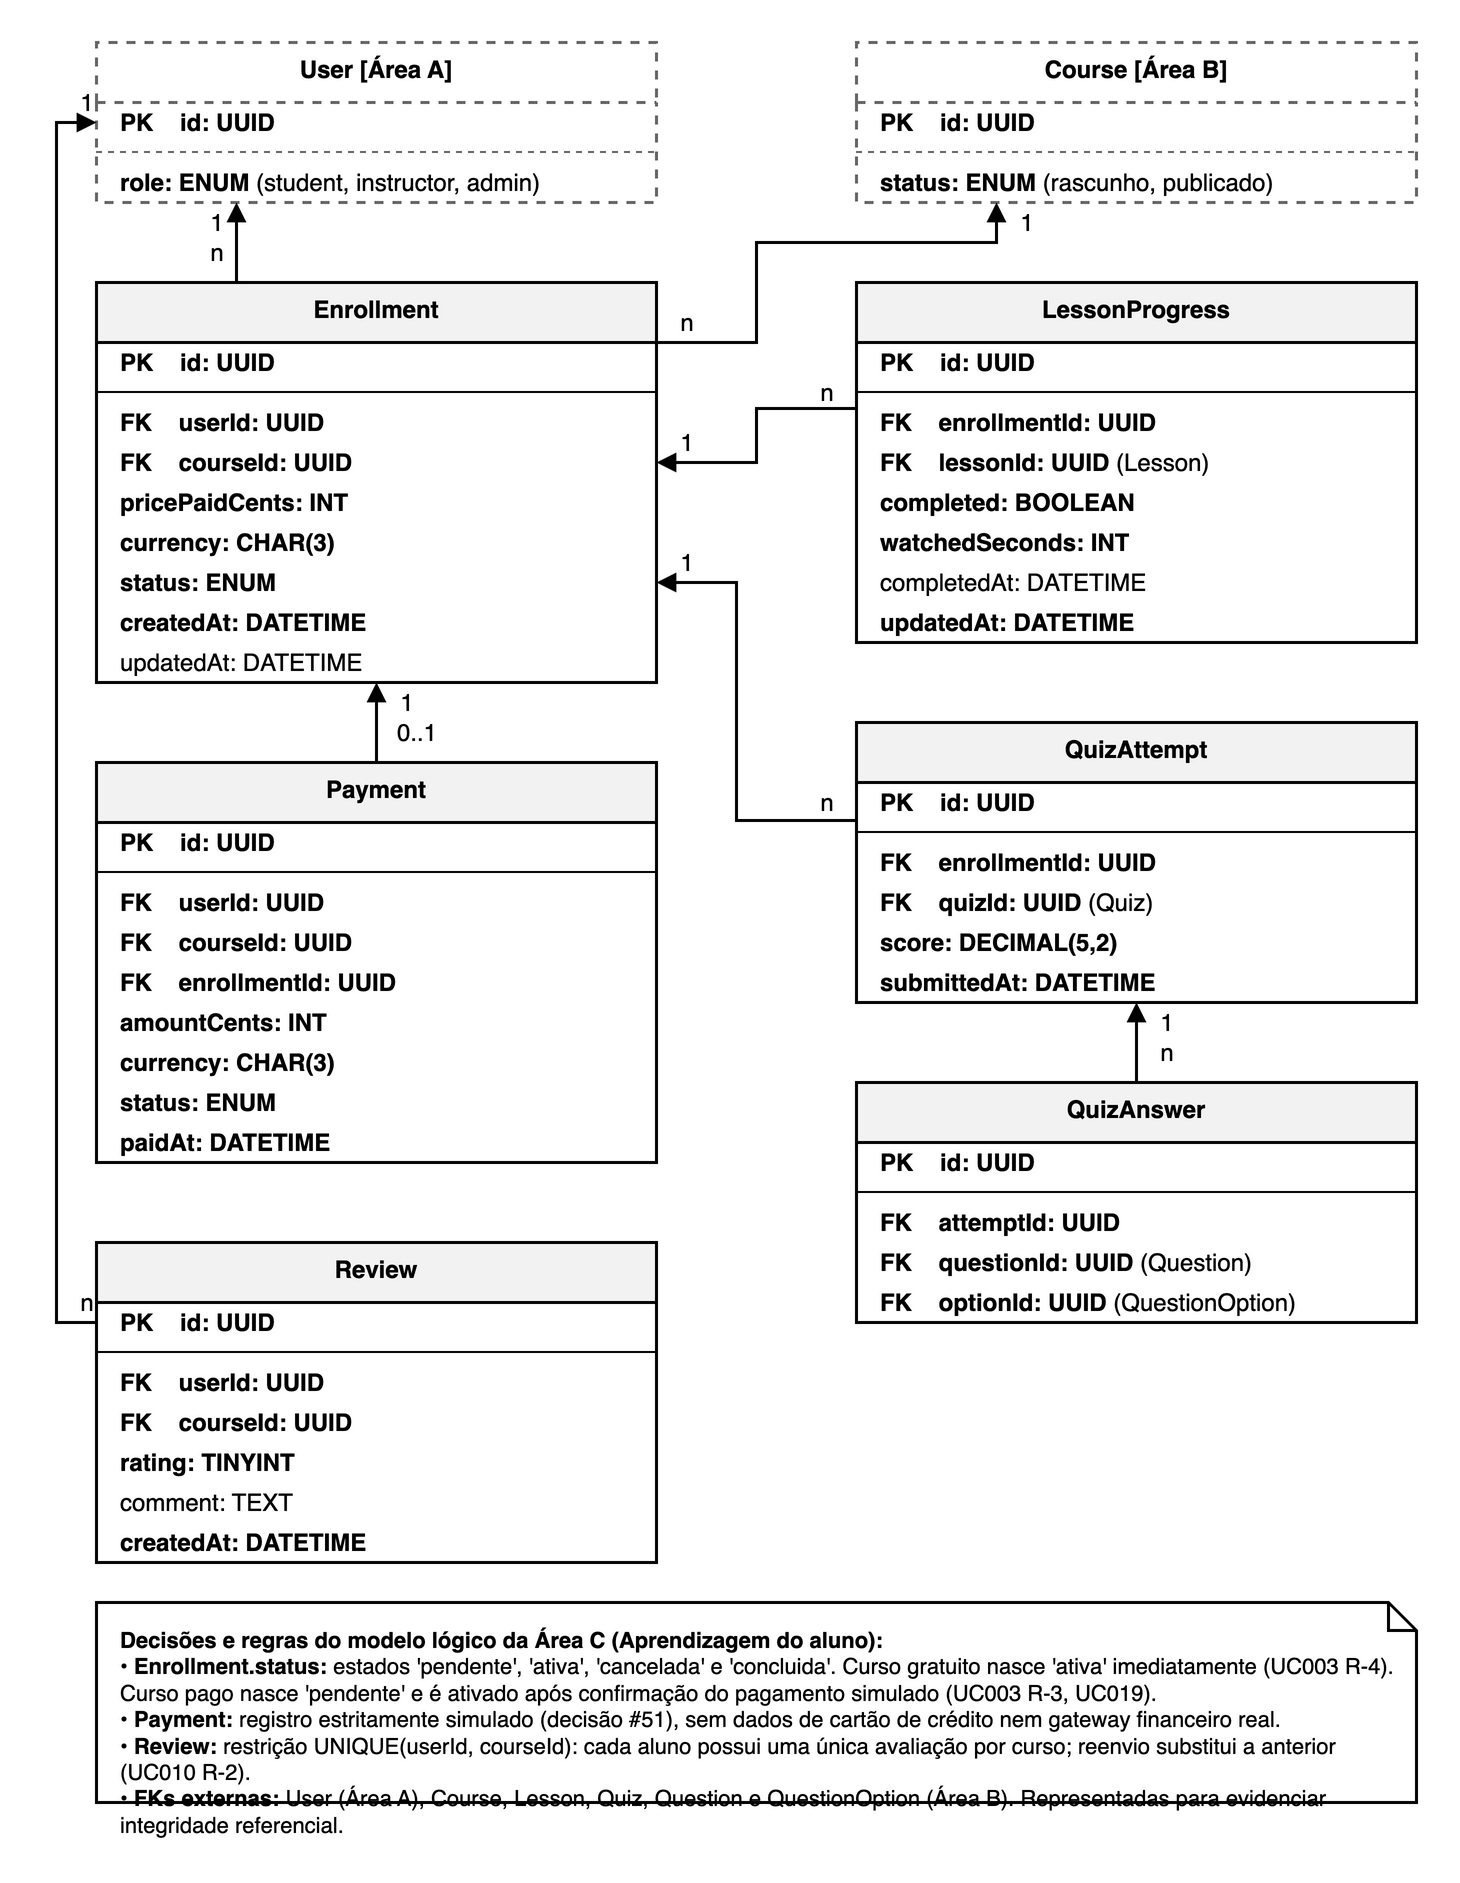 User [Área A]
1
PK id: UUID
role: ENUM (student, instructor, admin)
1
n
Course [Área B]
PK id: UUID
status: ENUM (rascunho, publicado)
1
Enrollment
n
PK id: UUID
FK userId: UUID
FK courseId: UUID
1
pricePaidCents: INT
currency: CHAR(3)
status: ENUM
1
createdAt: DATETIME
updatedAt: DATETIME
1
0..1
LessonProgress
PK id: UUID
n
FK enrollmentId: UUID
FK lessonId: UUID (Lesson)
completed: BOOLEAN
watchedSeconds: INT
completedAt: DATETIME
updatedAt: DATETIME
Payment
PK id: UUID
FK userId: UUID
FK courseId: UUID
FK enrollmentId: UUID
amountCents: INT
currency: CHAR(3)
status: ENUM
paidAt: DATETIME
QuizAttempt
n
PK id: UUID
FK enrollmentId: UUID
FK quizId: UUID (Quiz)
score: DECIMAL(5,2)
submittedAt: DATETIME
1
n
QuizAnswer
PK id: UUID
FK attemptId: UUID
FK questionId: UUID (Question)
FK optionId: UUID (QuestionOption)
Review
n
PK id: UUID
FK userId: UUID
FK courseId: UUID
rating: TINYINT
comment: TEXT
createdAt: DATETIME
Decisões e regras do modelo lógico da Área C (Aprendizagem do aluno):
• Enrollment.status: estados 'pendente', 'ativa', 'cancelada' e 'concluida'. Curso gratuito nasce 'ativa' imediatamente (UC003 R-4).
Curso pago nasce 'pendente' e é ativado após confirmação do pagamento simulado (UC003 R-3, UC019).
• Payment: registro estritamente simulado (decisão #51), sem dados de cartão de crédito nem gateway financeiro real.
• Review: restrição UNIQUE(userId, courseId): cada aluno possui uma única avaliação por curso; reenvio substitui a anterior
(UC010 R-2).
• FKs externas: User (Área A), Course, Lesson, Quiz, Question e QuestionOption (Área B). Representadas para evidenciar
integridade referencial.